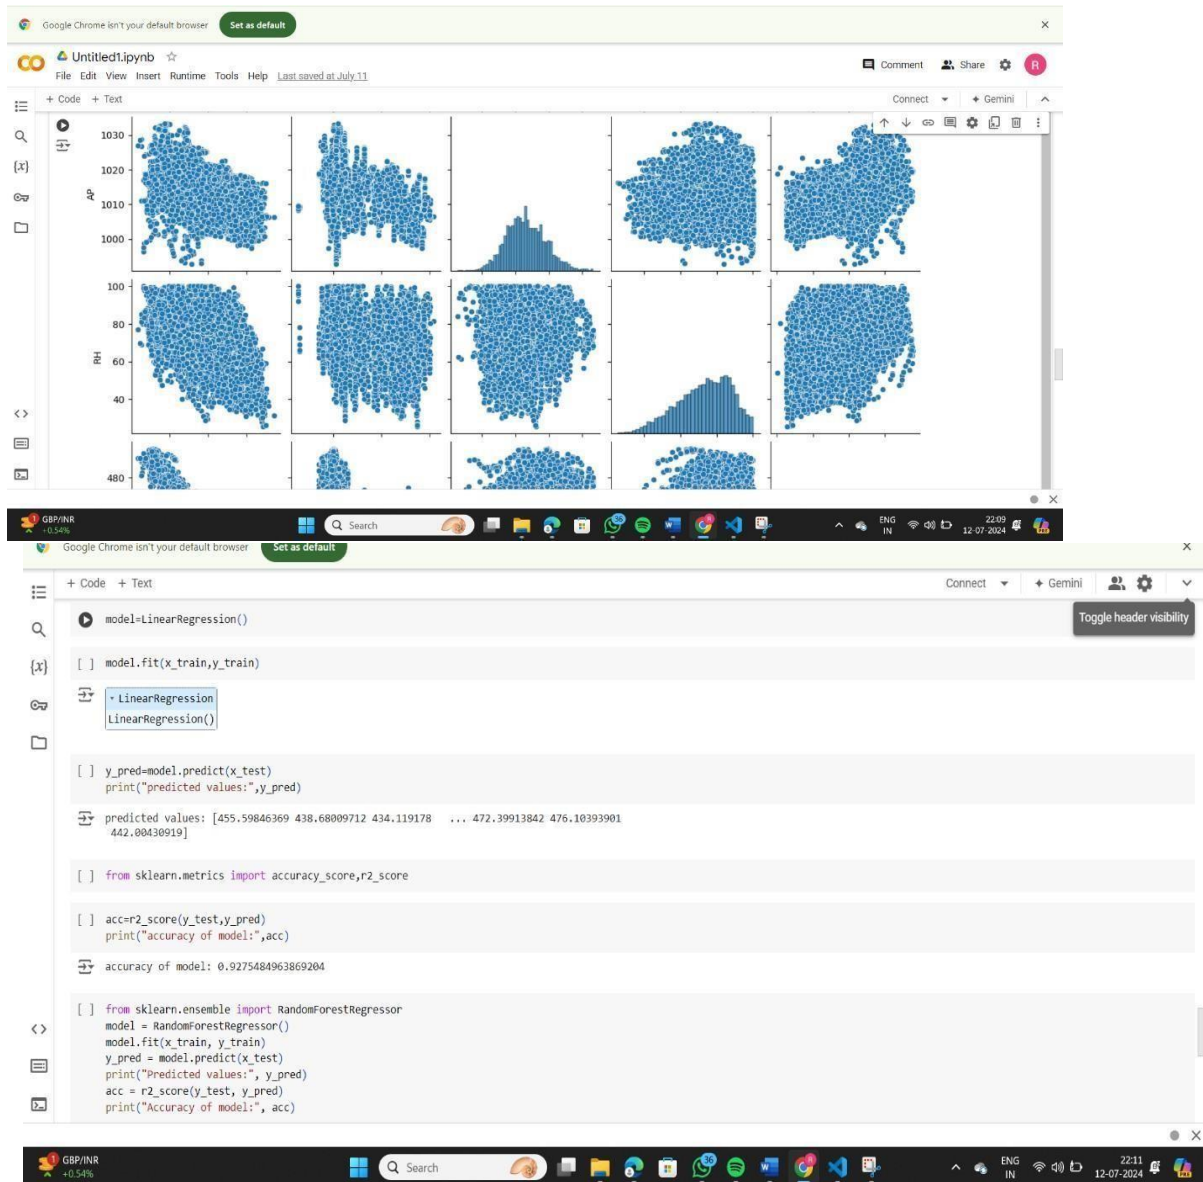 Google Chrome isn't your default browser Set as default
Untitled1.ipynb
File Edit View Insert Runtime Tools Help Last saved at July 11
Comment Share R
+ Code + Text Connect Gemini
{x}
1030
1020
AP
1010
1000
100
80
RH
60
40
480
GBP/INR
+0.54%
1
Search
36
ENG
IN
22:09
12-07-2024
Google Chrome isn't your default browser Set as default
+ Code + Text Connect Gemini
Toggle header visibility
model=LinearRegression()
[ ] model.fit(x_train,y_train)
{x}
LinearRegression
LinearRegression()
[ ] y_pred=model.predict(x_test)
print("predicted values:",y_pred)
predicted values: [455.59846369 438.68009712 434.119178 ... 472.39913842 476.10393901
442.00430919]
[ ] from sklearn.metrics import accuracy_score,r2_score
[ ] acc=r2_score(y_test,y_pred)
print("accuracy of model:",acc)
accuracy of model: 0.9275484963869204
[ ] from sklearn.ensemble import RandomForestRegressor
model = RandomForestRegressor()
model.fit(x_train, y_train)
y_pred = model.predict(x_test)
print("Predicted values:", y_pred)
acc = r2_score(y_test, y_pred)
print("Accuracy of model:", acc)
GBP/INR
+0.54%
1
Search
36
ENG
IN
22:11
12-07-2024